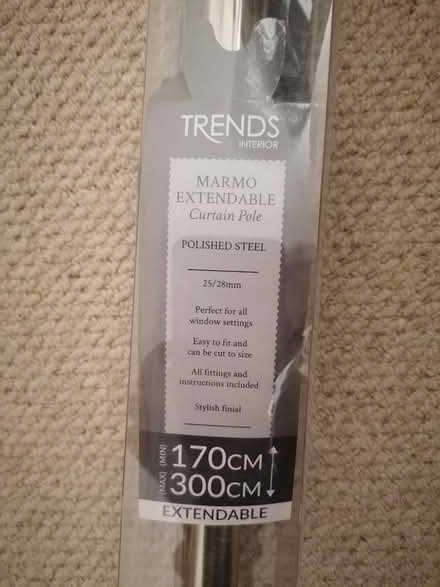 TRENDS
INTERIOR
MARMO
EXTENDABLE
Curtain Pole
POLISHED STEEL
25/28mm
Perfect for all
window settings
Easy to fit and
can be cut to size
All fittings and
instructions included
Stylish finial
(MIN) 170CM
(MAX) 300CM
EXTENDABLE